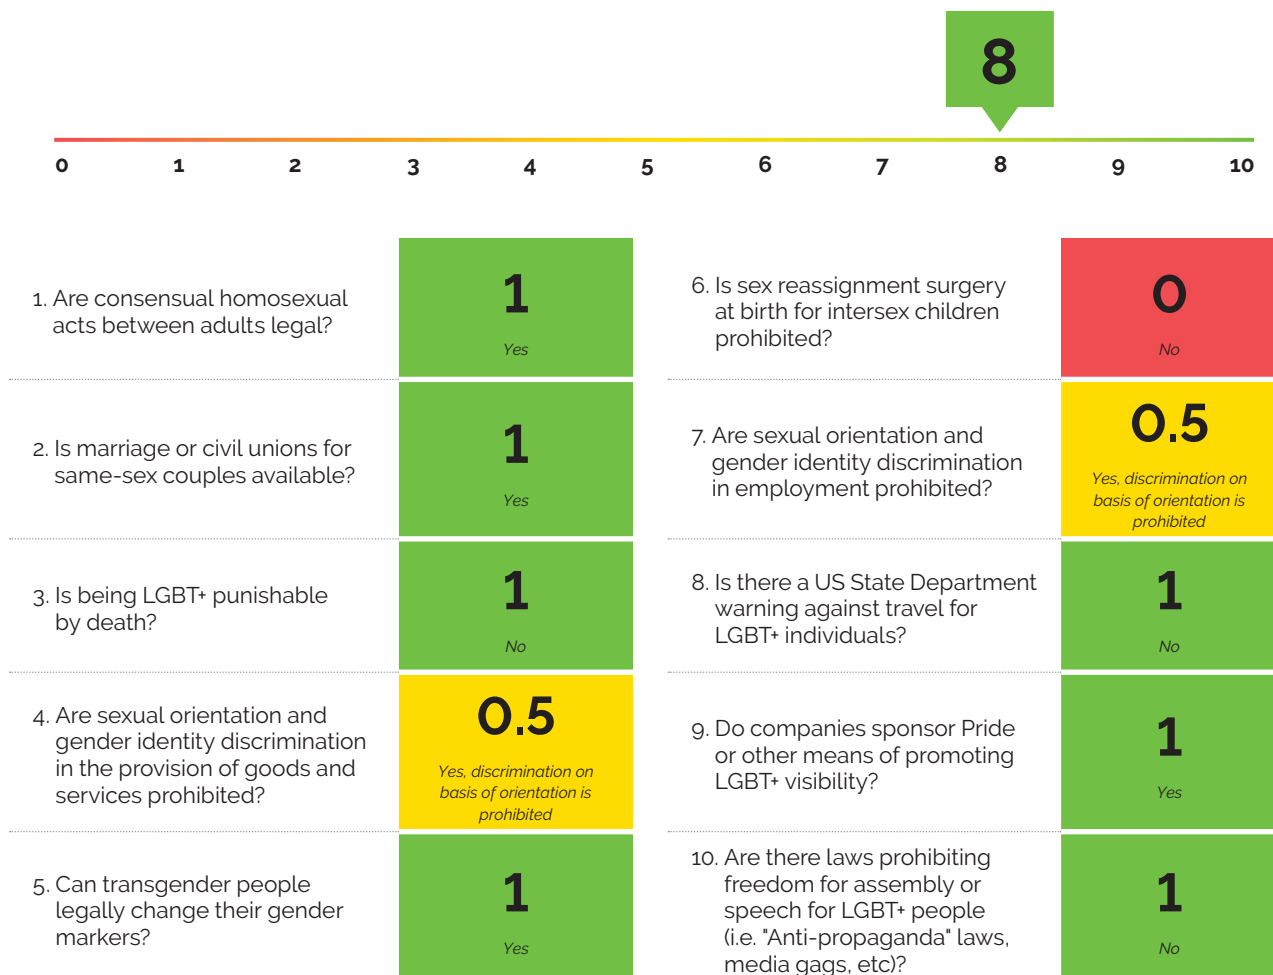 8
0 1 2 3 4 5 6 7 8 9 10
1. Are consensual homosexual
acts between adults legal?
1
Yes
2. Is marriage or civil unions for
same-sex couples available?
1
Yes
3. Is being LGBT+ punishable
by death?
1
No
4. Are sexual orientation and
gender identity discrimination
in the provision of goods and
services prohibited?
0.5
Yes, discrimination on
basis of orientation is
prohibited
5. Can transgender people
legally change their gender
markers?
1
Yes
6. Is sex reassignment surgery
at birth for intersex children
prohibited?
0
No
7. Are sexual orientation and
gender identity discrimination
in employment prohibited?
0.5
Yes, discrimination on
basis of orientation is
prohibited
8. Is there a US State Department
warning against travel for
LGBT+ individuals?
1
No
9. Do companies sponsor Pride
or other means of promoting
LGBT+ visibility?
1
Yes
10. Are there laws prohibiting
freedom for assembly or
speech for LGBT+ people
(i.e. "Anti-propaganda" laws,
media gags, etc)?
1
No